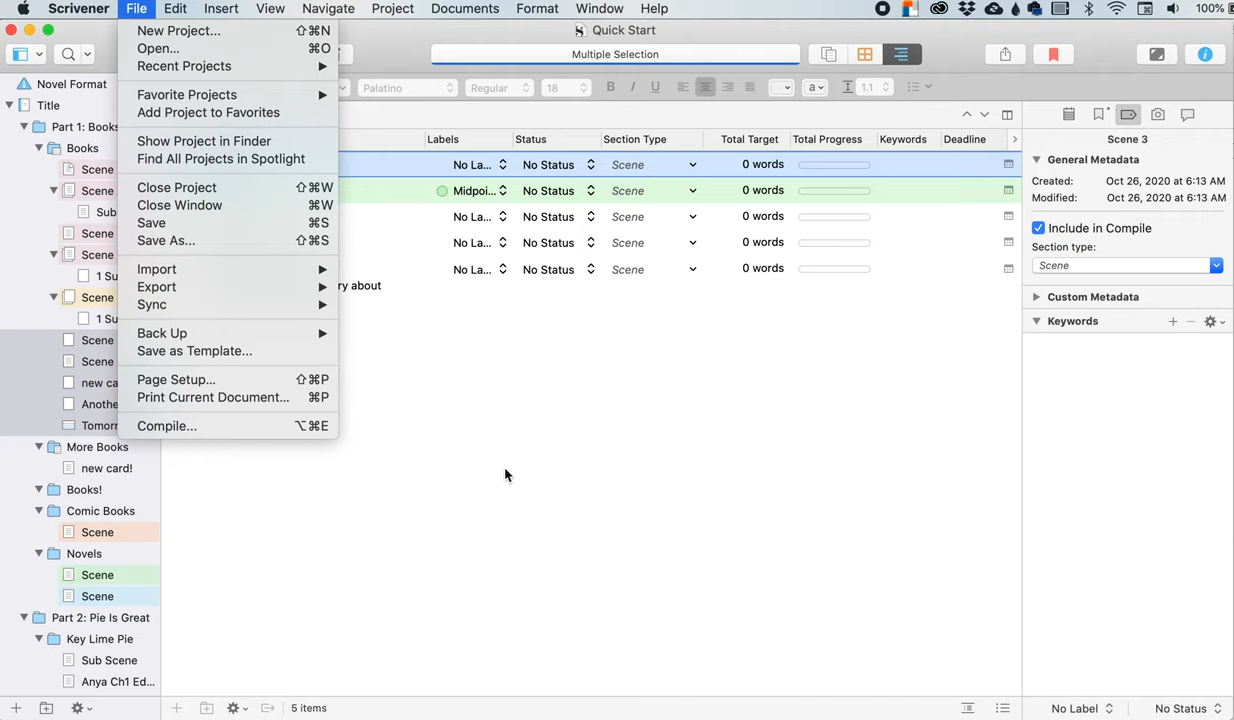 Scrivener File Edit Insert View Navigate Project Documents Format Window Help 100%
Quick Start
Multiple Selection
New Project... ⇧⌘N
Open... ⌘O
Recent Projects
Favorite Projects
Add Project to Favorites
Show Project in Finder
Find All Projects in Spotlight
Close Project ⇧⌘W
Close Window ⌘W
Save ⌘S
Save As... ⇧⌘S
Import
Export
Sync
Back Up
Save as Template...
Page Setup... ⇧⌘P
Print Current Document... ⌘P
Compile... ⌥⌘E
Novel Format
Title
Part 1: Books
Books
Scene
Scene
Sub
Scene
Scene
1 Su
Scene
1 Su
Scene
Scene
new ca
Anothe
Tomorr
More Books
new card!
Books!
Comic Books
Scene
Novels
Scene
Scene
Part 2: Pie Is Great
Key Lime Pie
Sub Scene
Anya Ch1 Ed...
Palatino Regular 18 B I U a 1.1
Labels Status Section Type Total Target Total Progress Keywords Deadline
No La... No Status Scene 0 words
Midpoi... No Status Scene 0 words
No La... No Status Scene 0 words
No La... No Status Scene 0 words
No La... No Status Scene 0 words
ry about
5 items
Scene 3
General Metadata
Created: Oct 26, 2020 at 6:13 AM
Modified: Oct 26, 2020 at 6:13 AM
Include in Compile
Section type:
Scene
Custom Metadata
Keywords
No Label No Status